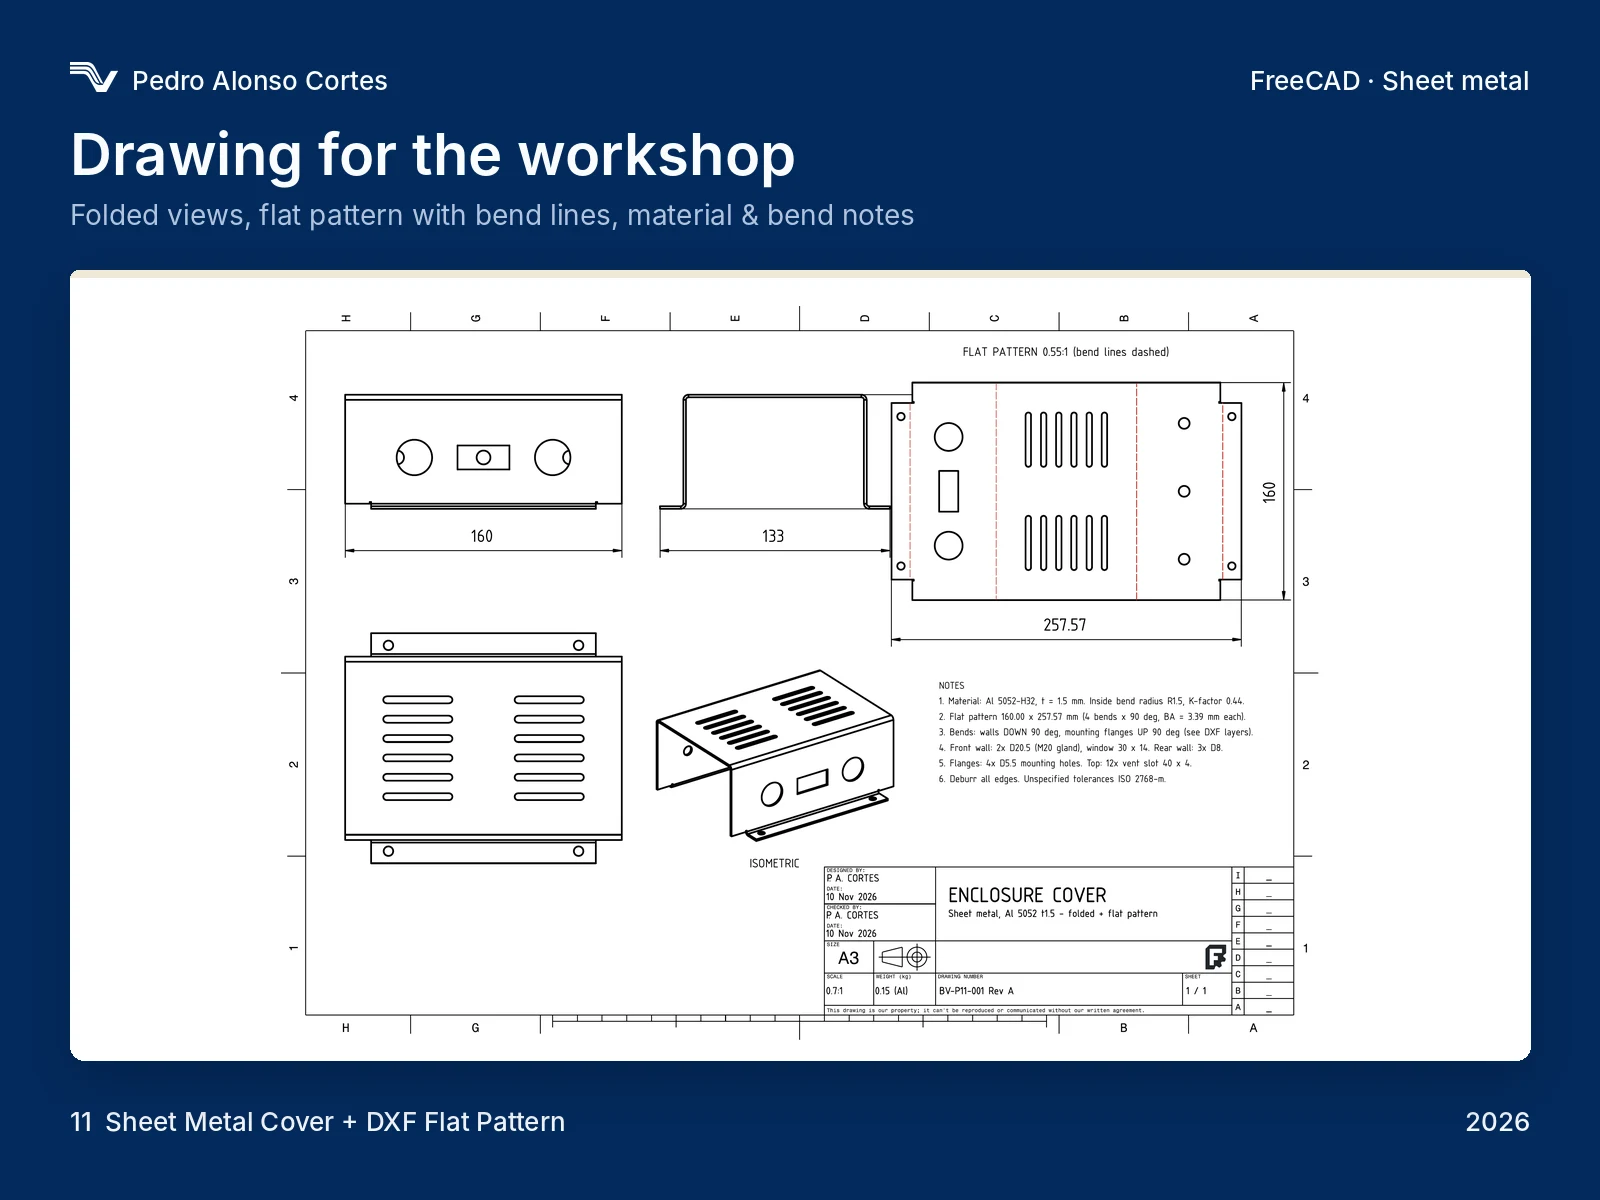 Pedro Alonso Cortes
FreeCAD · Sheet metal
Drawing for the workshop
Folded views, flat pattern with bend lines, material & bend notes
H G F E D C B A
FLAT PATTERN 0.55:1 (bend lines dashed)
4 4
160
133
160
3 3
257.57
NOTES
1. Material: Al 5052-H32, t = 1.5 mm. Inside bend radius R1.5, K-factor 0.44.
2. Flat pattern 160.00 x 257.57 mm (4 bends x 90 deg, BA = 3.39 mm each).
3. Bends: walls DOWN 90 deg, mounting flanges UP 90 deg (see DXF layers).
4. Front wall: 2x D20.5 (M20 gland), window 30 x 14. Rear wall: 3x D8.
5. Flanges: 4x D5.5 mounting holes. Top: 12x vent slot 40 x 4.
6. Deburr all edges. Unspecified tolerances ISO 2768-m.
2 2
ISOMETRIC
DESIGNED BY:
P. A. CORTES
DATE:
10 Nov 2026
CHECKED BY:
P. A. CORTES
DATE:
10 Nov 2026
ENCLOSURE COVER
Sheet metal, Al 5052 t1.5 - folded + flat pattern
SIZE
A3
SCALE
0.7:1
WEIGHT (kg)
0.15 (Al)
DRAWING NUMBER
BV-P11-001 Rev A
SHEET
1 / 1
This drawing is our property; it can't be reproduced or communicated without our written agreement.
I _
H _
G _
F _
E _
D _
C _
B _
A _
1 1
H G B A
11 Sheet Metal Cover + DXF Flat Pattern
2026